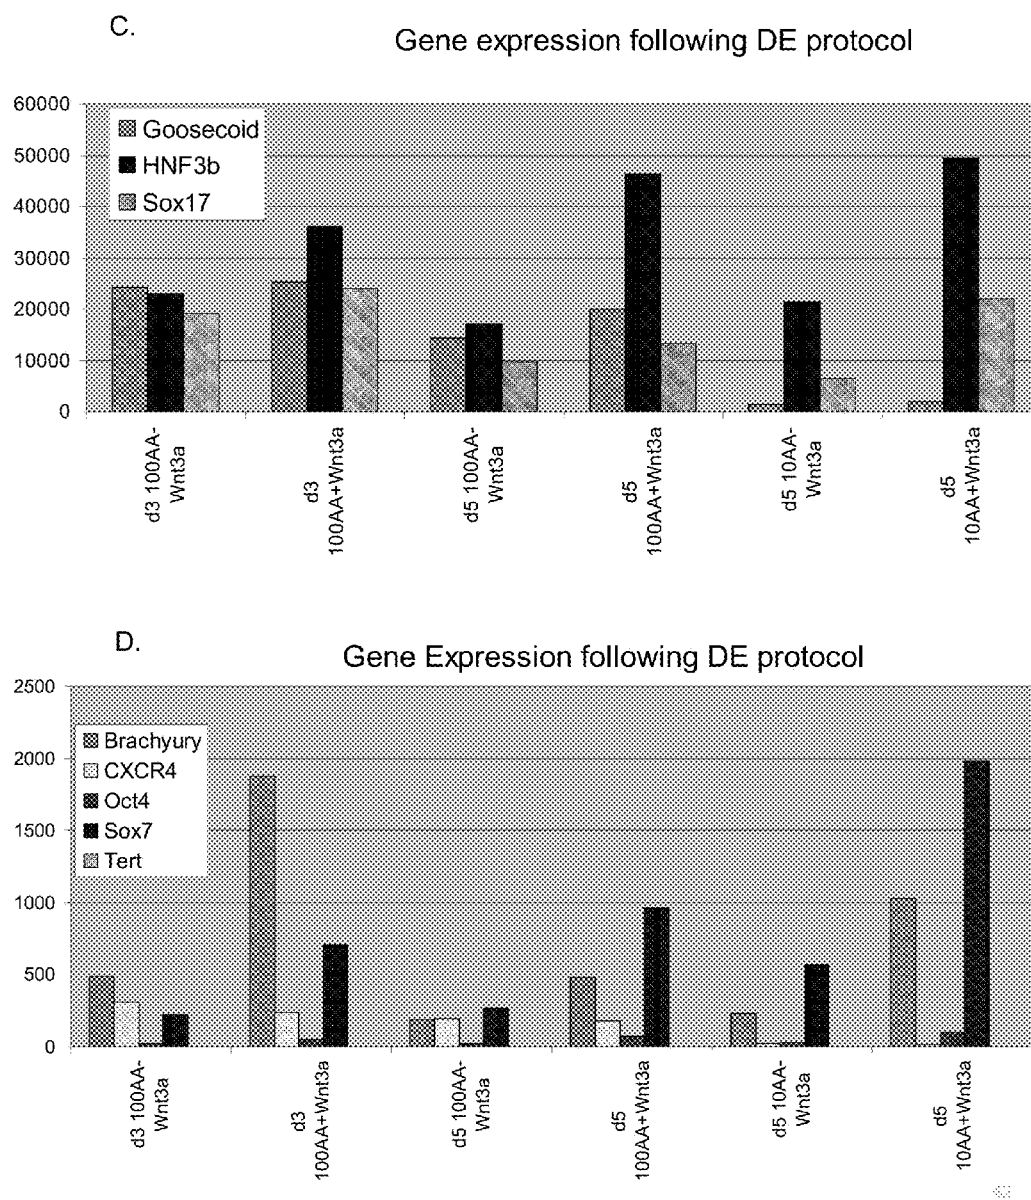 C.
Gene expression following DE protocol
60000
50000
40000
30000
20000
10000
0
Goosecoid
HNF3b
Sox17
d3 100AA-
Wnt3a
d3
100AA+Wnt3a
d5 100AA-
Wnt3a
d5
100AA+Wnt3a
d5 10AA-
Wnt3a
d5
10AA+Wnt3a
D.
Gene Expression following DE protocol
2500
2000
1500
1000
500
0
Brachyury
CXCR4
Oct4
Sox7
Tert
d3 100AA-
Wnt3a
d3
100AA+Wnt3a
d5 100AA-
Wnt3a
d5
100AA+Wnt3a
d5 10AA-
Wnt3a
d5
10AA+Wnt3a